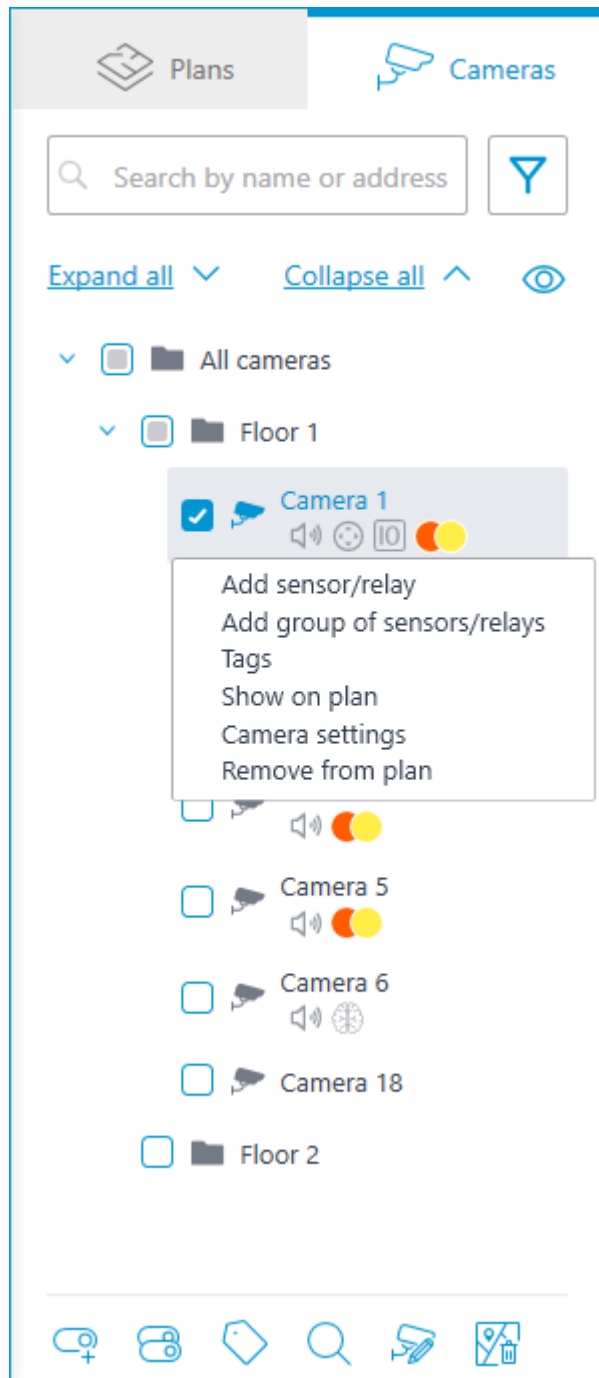 Plans
Cameras
Search by name or address
Expand all
Collapse all
All cameras
Floor 1
Camera 1
IO
Add sensor/relay
Add group of sensors/relays
Tags
Show on plan
Camera settings
Remove from plan
Camera 5
Camera 6
Camera 18
Floor 2